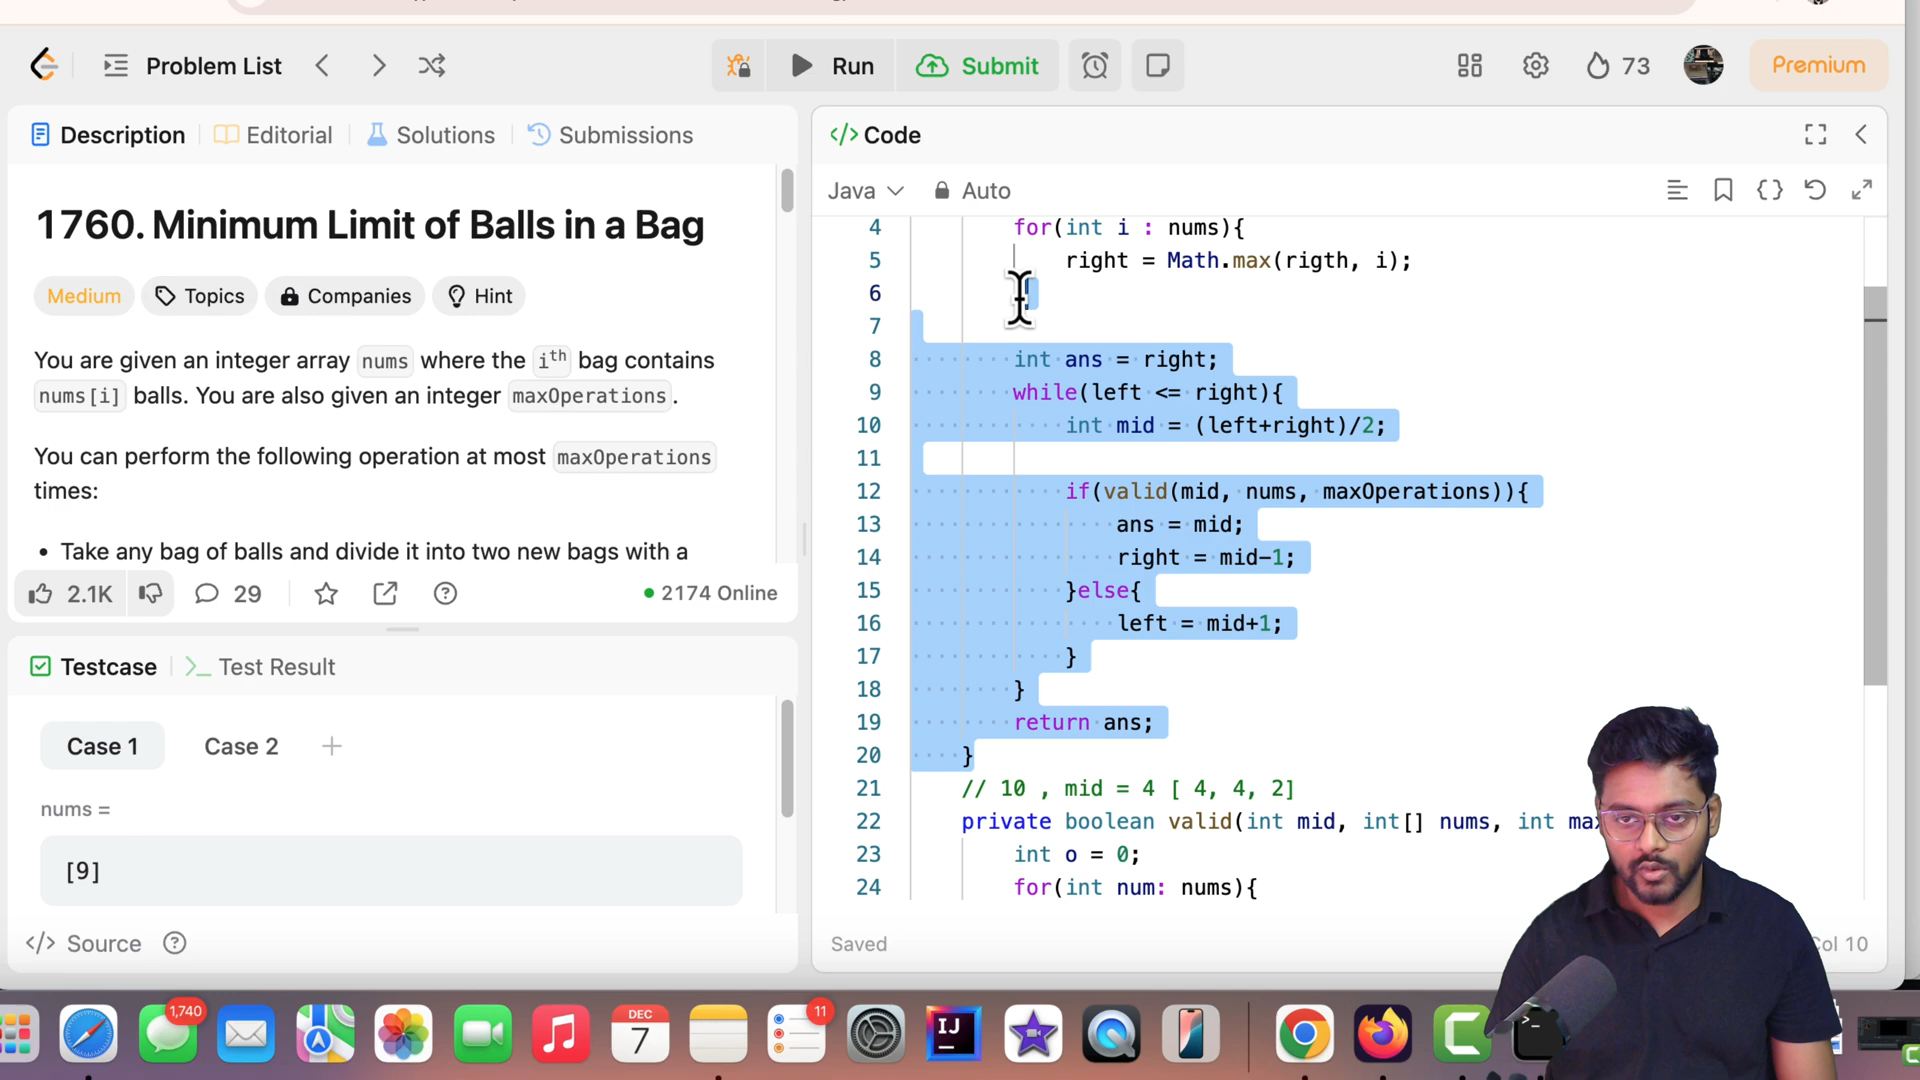 Problem List
Run
Submit
73
Premium
Description
Editorial
Solutions
Submissions
1760. Minimum Limit of Balls in a Bag
Medium
Topics
Companies
Hint
You are given an integer array nums where the ith bag contains
nums[i] balls. You are also given an integer maxOperations.
You can perform the following operation at most maxOperations
times:
• Take any bag of balls and divide it into two new bags with a
2.1K
29
2174 Online
Testcase
Test Result
Case 1
Case 2
nums =
[9]
Source
Code
Java
Auto
4 for(int i : nums){
5 right = Math.max(rigth, i);
6
7
8 int ans = right;
9 while(left <= right){
10 int mid = (left+right)/2;
11
12 if(valid(mid, nums, maxOperations)){
13 ans = mid;
14 right = mid-1;
15 }else{
16 left = mid+1;
17 }
18 }
19 return ans;
20 }
21 // 10 , mid = 4 [ 4, 4, 2]
22 private boolean valid(int mid, int[] nums, int max
23 int o = 0;
24 for(int num: nums){
Saved
Col 10
1,740
DEC
7
11
IJ